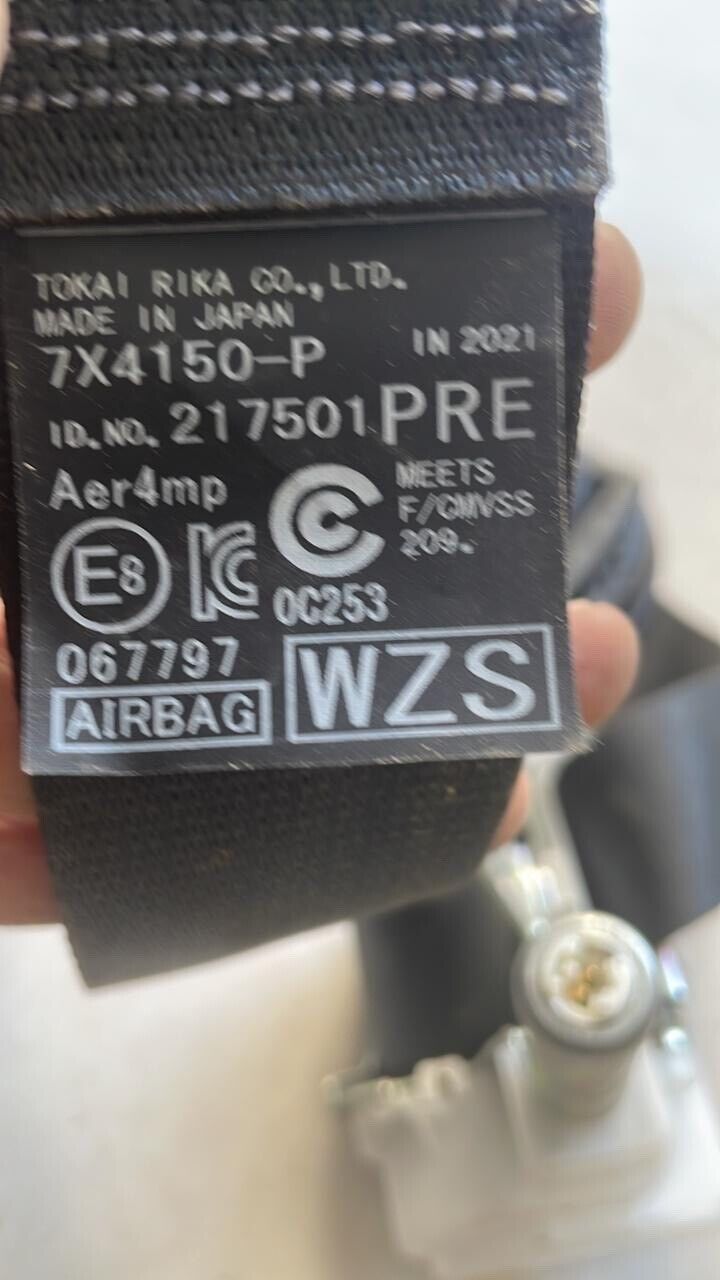 TOKAI RIKA CO., LTD.
MADE IN JAPAN
IN 2021
7X4150-P
ID.NO. 217501 PRE
Aer4mp
MEETS
F/CMVSS
209.
E8
KC
0C253
067797
AIRBAG
WZS